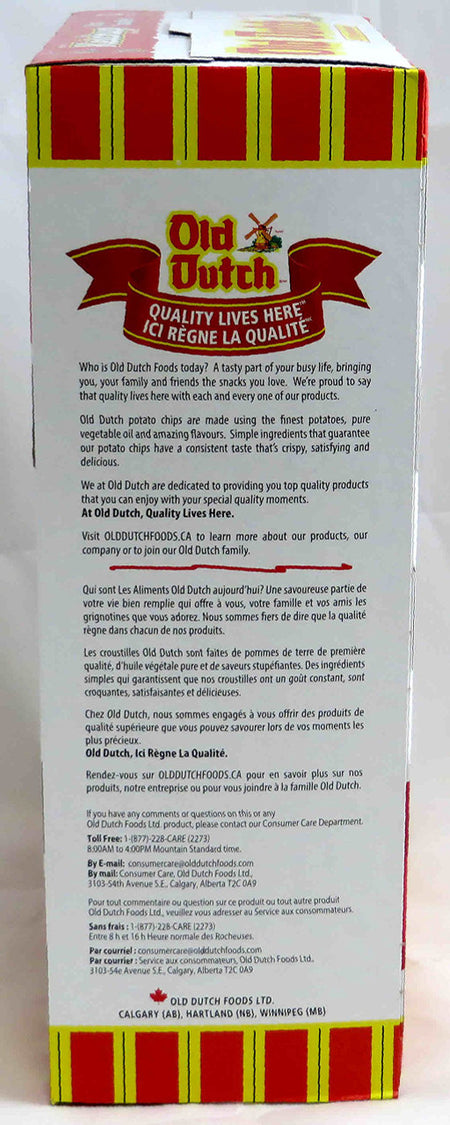 Old
Dutch
QUALITY LIVES HERE
ICI RÈGNE LA QUALITÉ
Who is Old Dutch Foods today? A tasty part of your busy life, bringing
you, your family and friends the snacks you love. We're proud to say
that quality lives here with each and every one of our products.
Old Dutch potato chips are made using the finest potatoes, pure
vegetable oil and amazing flavours. Simple ingredients that guarantee
our potato chips have a consistent taste that's crispy, satisfying and
delicious.
We at Old Dutch are dedicated to providing you top quality products
that you can enjoy with your special quality moments.
At Old Dutch, Quality Lives Here.
Visit OLDDUTCHFOODS.CA to learn more about our products, our
company or to join our Old Dutch family.
Qui sont Les Aliments Old Dutch aujourd'hui? Une savoureuse partie de
votre vie bien remplie qui offre à vous, votre famille et vos amis les
grignotines que vous adorez. Nous sommes fiers de dire que la qualité
règne dans chacun de nos produits.
Les croustilles Old Dutch sont faites de pommes de terre de première
qualité, d'huile végétale pure et de saveurs stupéfiantes. Des ingrédients
simples qui garantissent que nos croustilles ont un goût constant, sont
croquantes, satisfaisantes et délicieuses.
Chez Old Dutch, nous sommes engagés à vous offrir des produits de
qualité supérieure que vous pouvez savourer lors de vos moments les
plus précieux.
Old Dutch, Ici Règne La Qualité.
Rendez-vous sur OLDDUTCHFOODS.CA pour en savoir plus sur nos
produits, notre entreprise ou pour vous joindre à la famille Old Dutch.
If you have any comments or questions on this or any
Old Dutch Foods Ltd. product, please contact our Consumer Care Department.
Toll Free: 1-(877)-228-CARE (2273)
8:00AM to 4:00PM Mountain Standard time.
By E-mail: consumercare@olddutchfoods.com
By mail: Consumer Care, Old Dutch Foods Ltd.,
3103-54th Avenue S.E., Calgary, Alberta T2C 0A9
Pour tout commentaire ou question sur ce produit ou tout autre produit
Old Dutch Foods Ltd., veuillez vous adresser au Service aux consommateurs.
Sans frais : 1-(877)-228-CARE (2273)
Entre 8 h et 16 h Heure normale des Rocheuses.
Par courriel : consumercare@olddutchfoods.com
Par courrier : Service aux consommateurs, Old Dutch Foods Ltd.
3103-54e Avenue S.E., Calgary, Alberta T2C 0A9
OLD DUTCH FOODS LTD.
CALGARY (AB), HARTLAND (NB), WINNIPEG (MB)